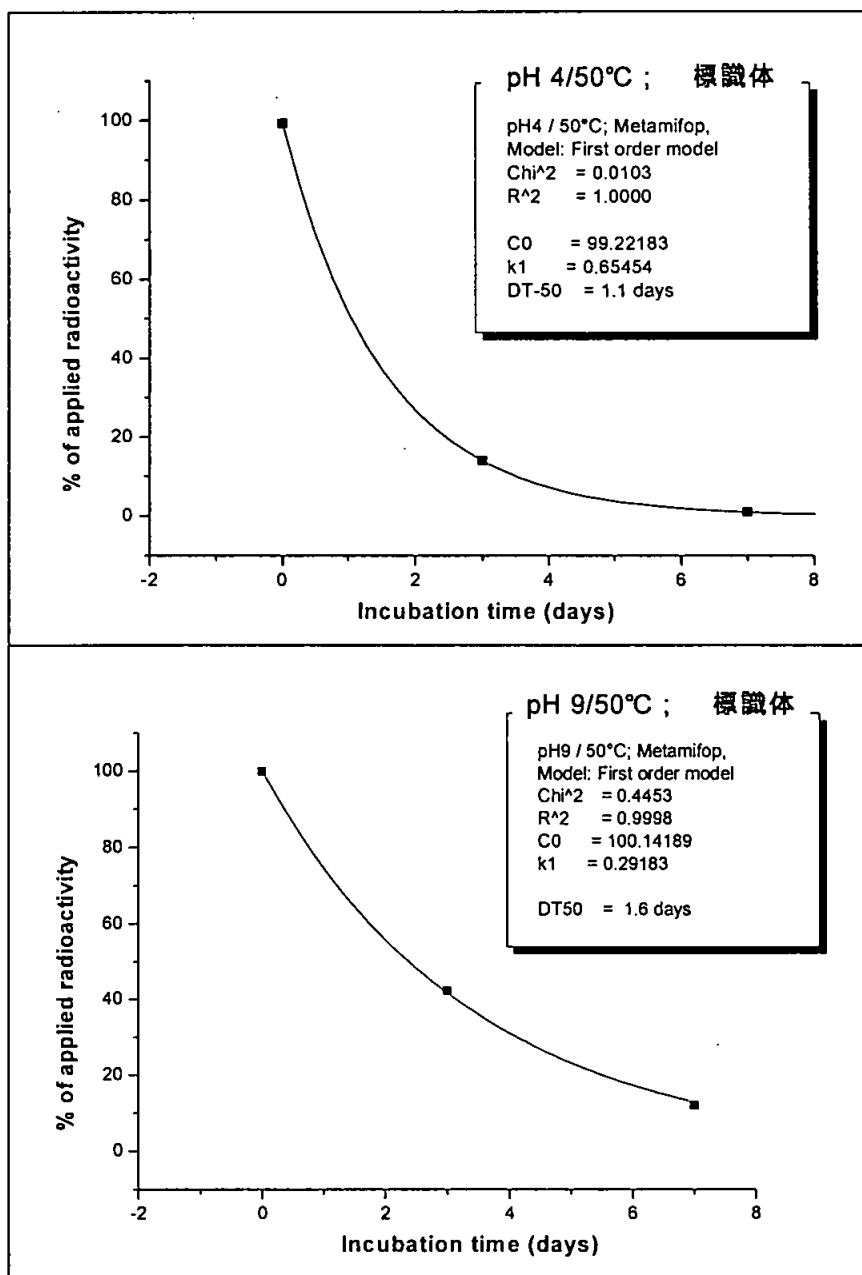 pH 4/50°C ; 標識体
pH4 / 50°C; Metamifop,
Model: First order model
Chi^2 = 0.0103
R^2 = 1.0000
C0 = 99.22183
k1 = 0.65454
DT-50 = 1.1 days
% of applied radioactivity
100
80
60
40
20
0
-2 0 2 4 6 8
Incubation time (days)
pH 9/50°C ; 標識体
pH9 / 50°C; Metamifop,
Model: First order model
Chi^2 = 0.4453
R^2 = 0.9998
C0 = 100.14189
k1 = 0.29183
DT50 = 1.6 days
% of applied radioactivity
100
80
60
40
20
0
-2 0 2 4 6 8
Incubation time (days)